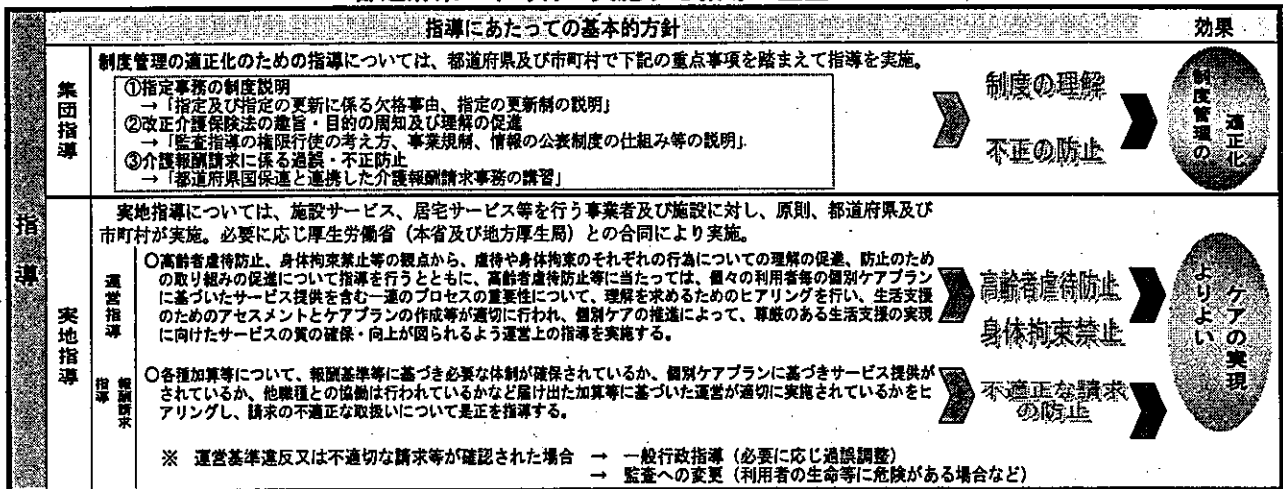 指導にあたっての基本的方針
効果
指導
集団指導
制度管理の適正化のための指導については、都道府県及び市町村で下記の重点事項を踏まえて指導を実施。
①指定事務の制度説明
→「指定及び指定の更新に係る欠格事由、指定の更新制の説明」
②改正介護保険法の趣旨・目的の周知及び理解の促進
→「監査指導の権限行使の考え方、事業規制、情報の公表制度の仕組み等の説明」
③介護報酬請求に係る過誤・不正防止
→「都道府県国保連と連携した介護報酬請求事務の講習」
制度の理解
不正の防止
制度管理の
適正化
実地指導
実地指導については、施設サービス、居宅サービス等を行う事業者及び施設に対し、原則、都道府県及び
市町村が実施。必要に応じ厚生労働省（本省及び地方厚生局）との合同により実施。
運営指導
〇高齢者虐待防止、身体拘束禁止等の観点から、虐待や身体拘束のそれぞれの行為についての理解の促進、防止のため
の取り組みの促進について指導を行うとともに、高齢者虐待防止等に当たっては、個々の利用者毎の個別ケアプラン
に基づいたサービス提供を含む一連のプロセスの重要性について、理解を求めるためのヒアリングを行い、生活支援
のためのアセスメントとケアプランの作成等が適切に行われ、個別ケアの推進によって、尊厳のある生活支援の実現
に向けたサービスの質の確保・向上が図られるよう運営上の指導を実施する。
高齢者虐待防止
身体拘束禁止
よりよい
ケアの実現
報酬請求
指導
〇各種加算等について、報酬基準等に基づき必要な体制が確保されているか、個別ケアプランに基づきサービス提供が
されているか、他職種との協働は行われているかなど届け出た加算等に基づいた運営が適切に実施されているかをヒ
アリングし、請求の不適正な取扱いについて是正を指導する。
不適正な請求
の防止
※ 運営基準違反又は不適切な請求等が確認された場合 → 一般行政指導（必要に応じ過誤調整）
→ 監査への変更（利用者の生命等に危険がある場合など）